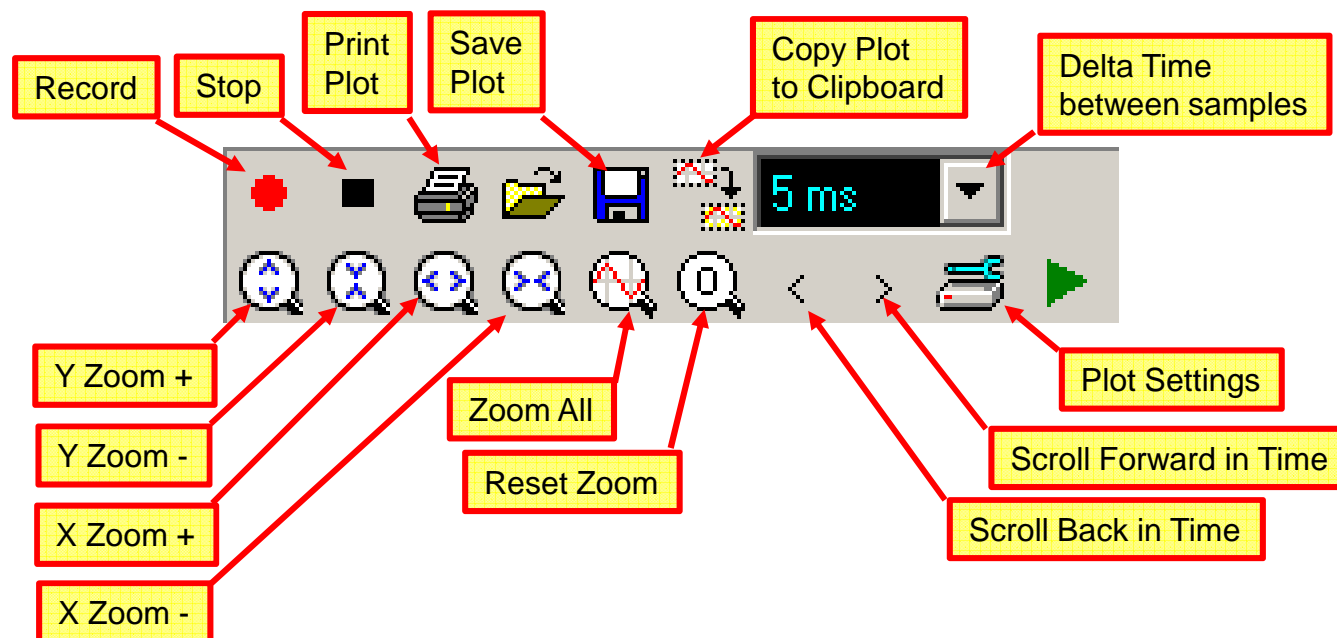 Record
Stop
Print
Plot
Save
Plot
Copy Plot
to Clipboard
Delta Time
between samples
5 ms
0
Y Zoom +
Y Zoom -
X Zoom +
X Zoom -
Zoom All
Reset Zoom
Plot Settings
Scroll Forward in Time
Scroll Back in Time